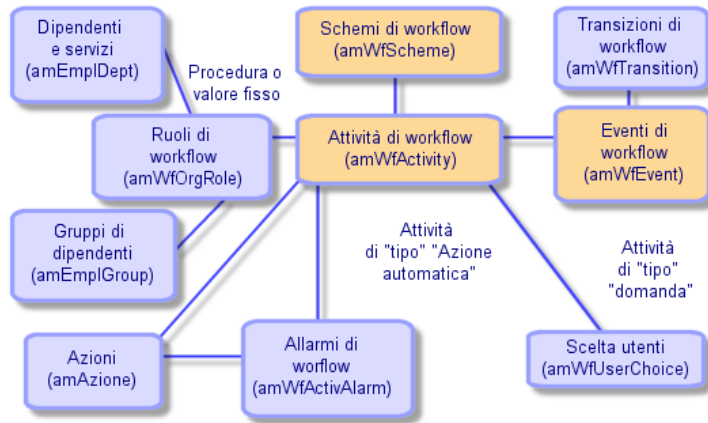 Dipendenti
e servizi
(amEmplDept)
Schemi di workflow
(amWfScheme)
Transizioni di
workflow
(amWfTransition)
Procedura o
valore fisso
Ruoli di
workflow
(amWfOrgRole)
Attività di workflow
(amWfActivity)
Eventi di
workflow
(amWfEvent)
Gruppi di
dipendenti
(amEmplGroup)
Attività
di "tipo" "Azione
automatica"
Attività
di "tipo"
"domanda"
Azioni
(amAzione)
Allarmi di
worflow
(amWfActivAlarm)
Scelta utenti
(amWfUserChoice)